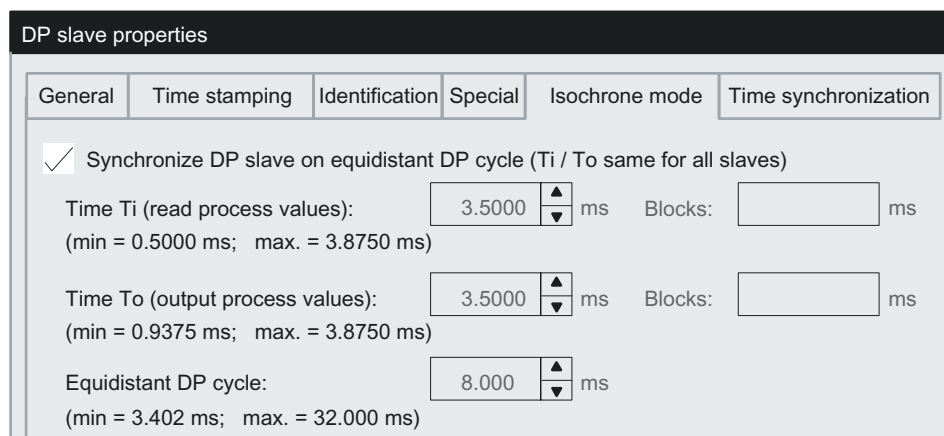 DP slave properties
General Time stamping Identification Special Isochrone mode Time synchronization
Synchronize DP slave on equidistant DP cycle (Ti / To same for all slaves)
Time Ti (read process values): 3.5000 ms Blocks: ms
(min = 0.5000 ms; max. = 3.8750 ms)
Time To (output process values): 3.5000 ms Blocks: ms
(min = 0.9375 ms; max. = 3.8750 ms)
Equidistant DP cycle: 8.000 ms
(min = 3.402 ms; max. = 32.000 ms)